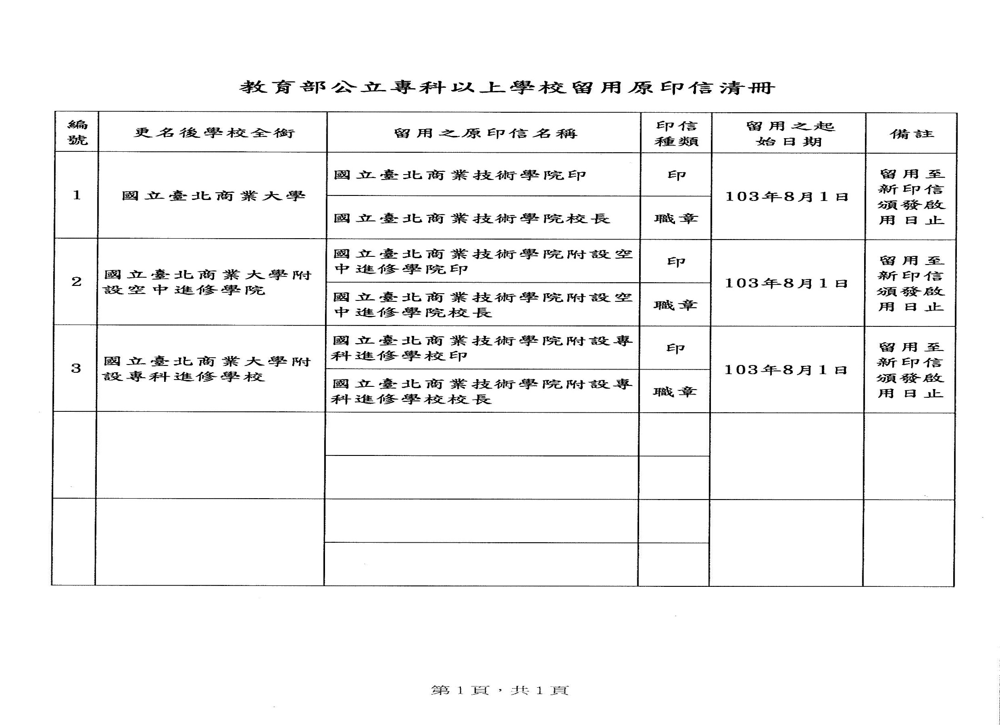 教育部公立專科以上學校留用原印信清冊
編
號
更名後學校全銜
留用之原印信名稱
印信
種類
留用之起
始日期
備註
1
國立臺北商業大學
國立臺北商業技術學院印
印
國立臺北商業技術學院校長
職章
103年8月1日
留用至
新印信
頒發啟
用日止
2
國立臺北商業大學附
設空中進修學院
國立臺北商業技術學院附設空
中進修學院印
印
國立臺北商業技術學院附設空
中進修學院校長
職章
103年8月1日
留用至
新印信
頒發啟
用日止
3
國立臺北商業大學附
設專科進修學校
國立臺北商業技術學院附設專
科進修學校印
印
國立臺北商業技術學院附設專
科進修學校校長
職章
103年8月1日
留用至
新印信
頒發啟
用日止
第1頁，共1頁